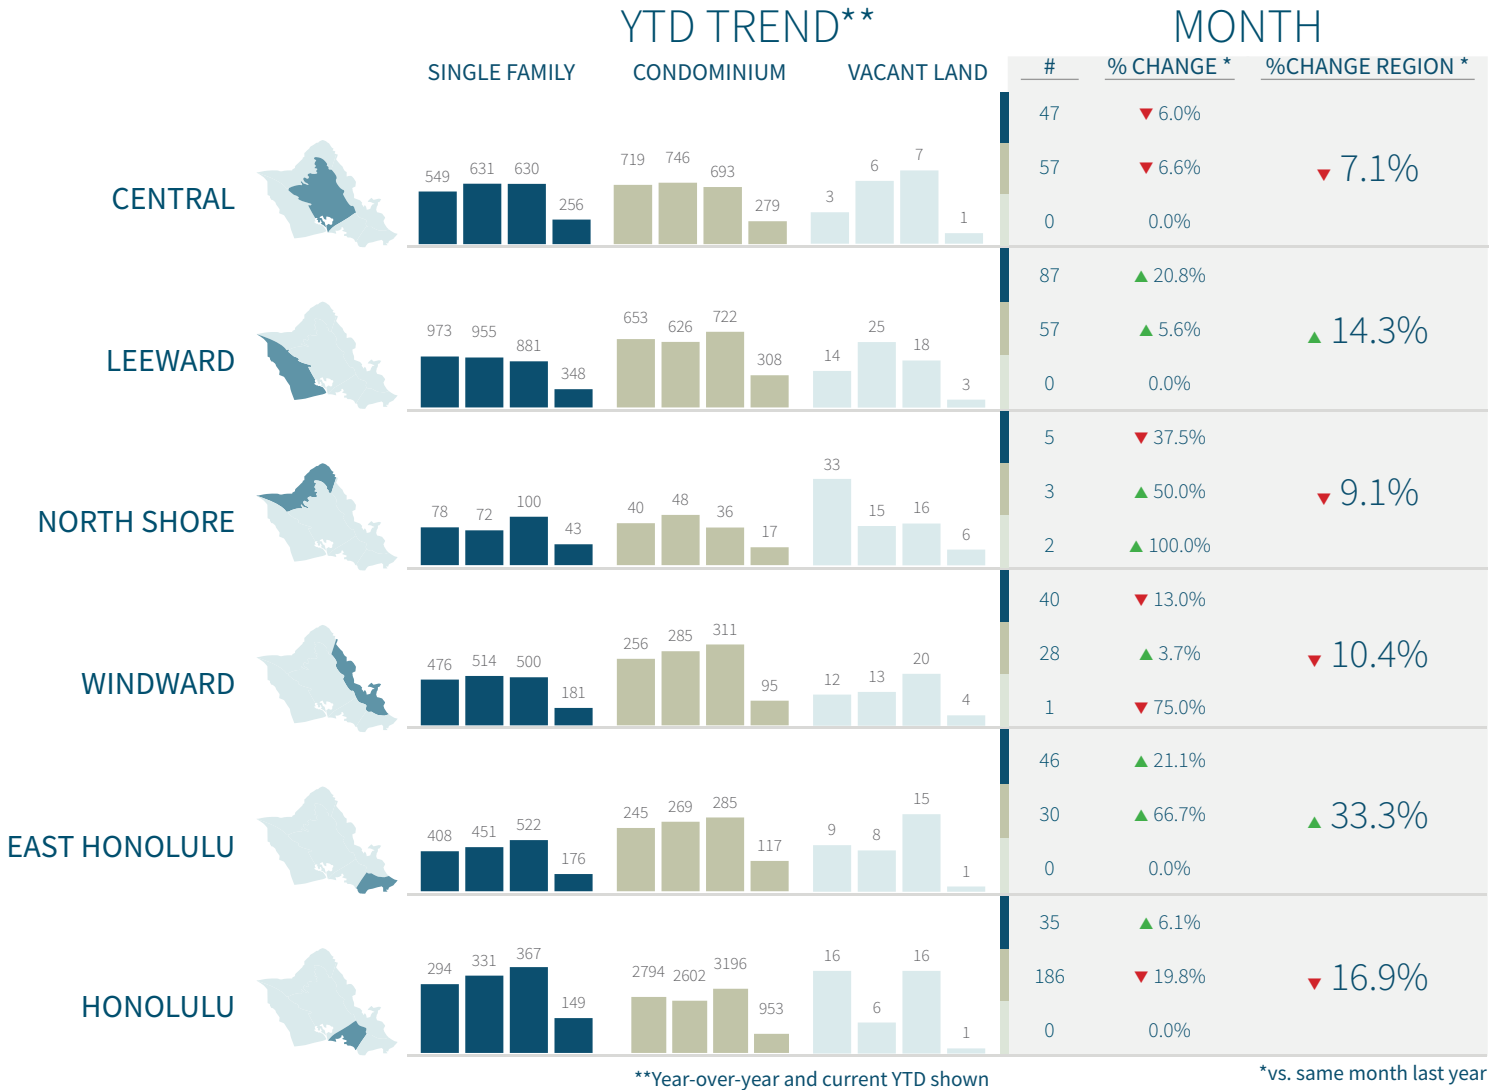 YTD TREND** MONTH
SINGLE FAMILY CONDOMINIUM VACANT LAND # % CHANGE * %CHANGE REGION *
CENTRAL
549 631 630 256
719 746 693 279
3 6 7 1
47 ▼ 6.0%
57 ▼ 6.6%
0 0.0%
▼ 7.1%
LEEWARD
973 955 881 348
653 626 722 308
14 25 18 3
87 ▲ 20.8%
57 ▲ 5.6%
0 0.0%
▲ 14.3%
NORTH SHORE
78 72 100 43
40 48 36 17
33 15 16 6
5 ▼ 37.5%
3 ▲ 50.0%
2 ▲ 100.0%
▼ 9.1%
WINDWARD
476 514 500 181
256 285 311 95
12 13 20 4
40 ▼ 13.0%
28 ▲ 3.7%
1 ▼ 75.0%
▼ 10.4%
EAST HONOLULU
408 451 522 176
245 269 285 117
9 8 15 1
46 ▲ 21.1%
30 ▲ 66.7%
0 0.0%
▲ 33.3%
HONOLULU
294 331 367 149
2794 2602 3196 953
16 6 16 1
35 ▲ 6.1%
186 ▼ 19.8%
0 0.0%
▼ 16.9%
**Year-over-year and current YTD shown
*vs. same month last year